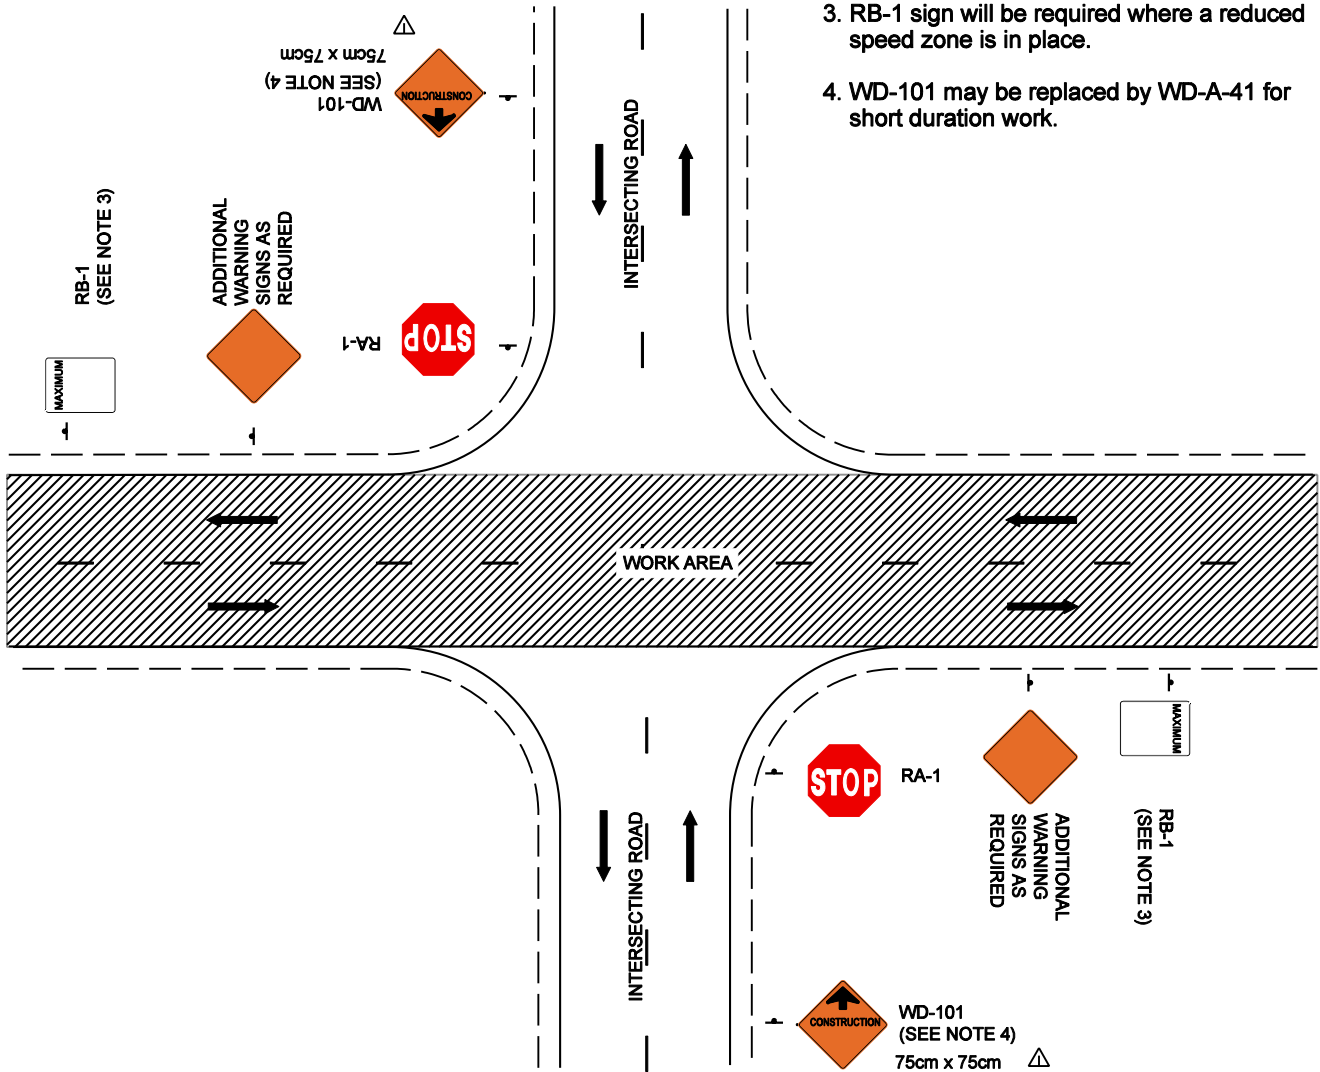 3. RB-1 sign will be required where a reduced
speed zone is in place.
4. WD-101 may be replaced by WD-A-41 for
short duration work.
WD-101
(SEE NOTE 4)
75cm x 75cm
CONSTRUCTION
INTERSECTING ROAD
RB-1
(SEE NOTE 3)
ADDITIONAL
WARNING
SIGNS AS
REQUIRED
RA-1
STOP
MAXIMUM
WORK AREA
STOP
RA-1
MAXIMUM
ADDITIONAL
WARNING
SIGNS AS
REQUIRED
RB-1
(SEE NOTE 3)
INTERSECTING ROAD
CONSTRUCTION
WD-101
(SEE NOTE 4)
75cm x 75cm